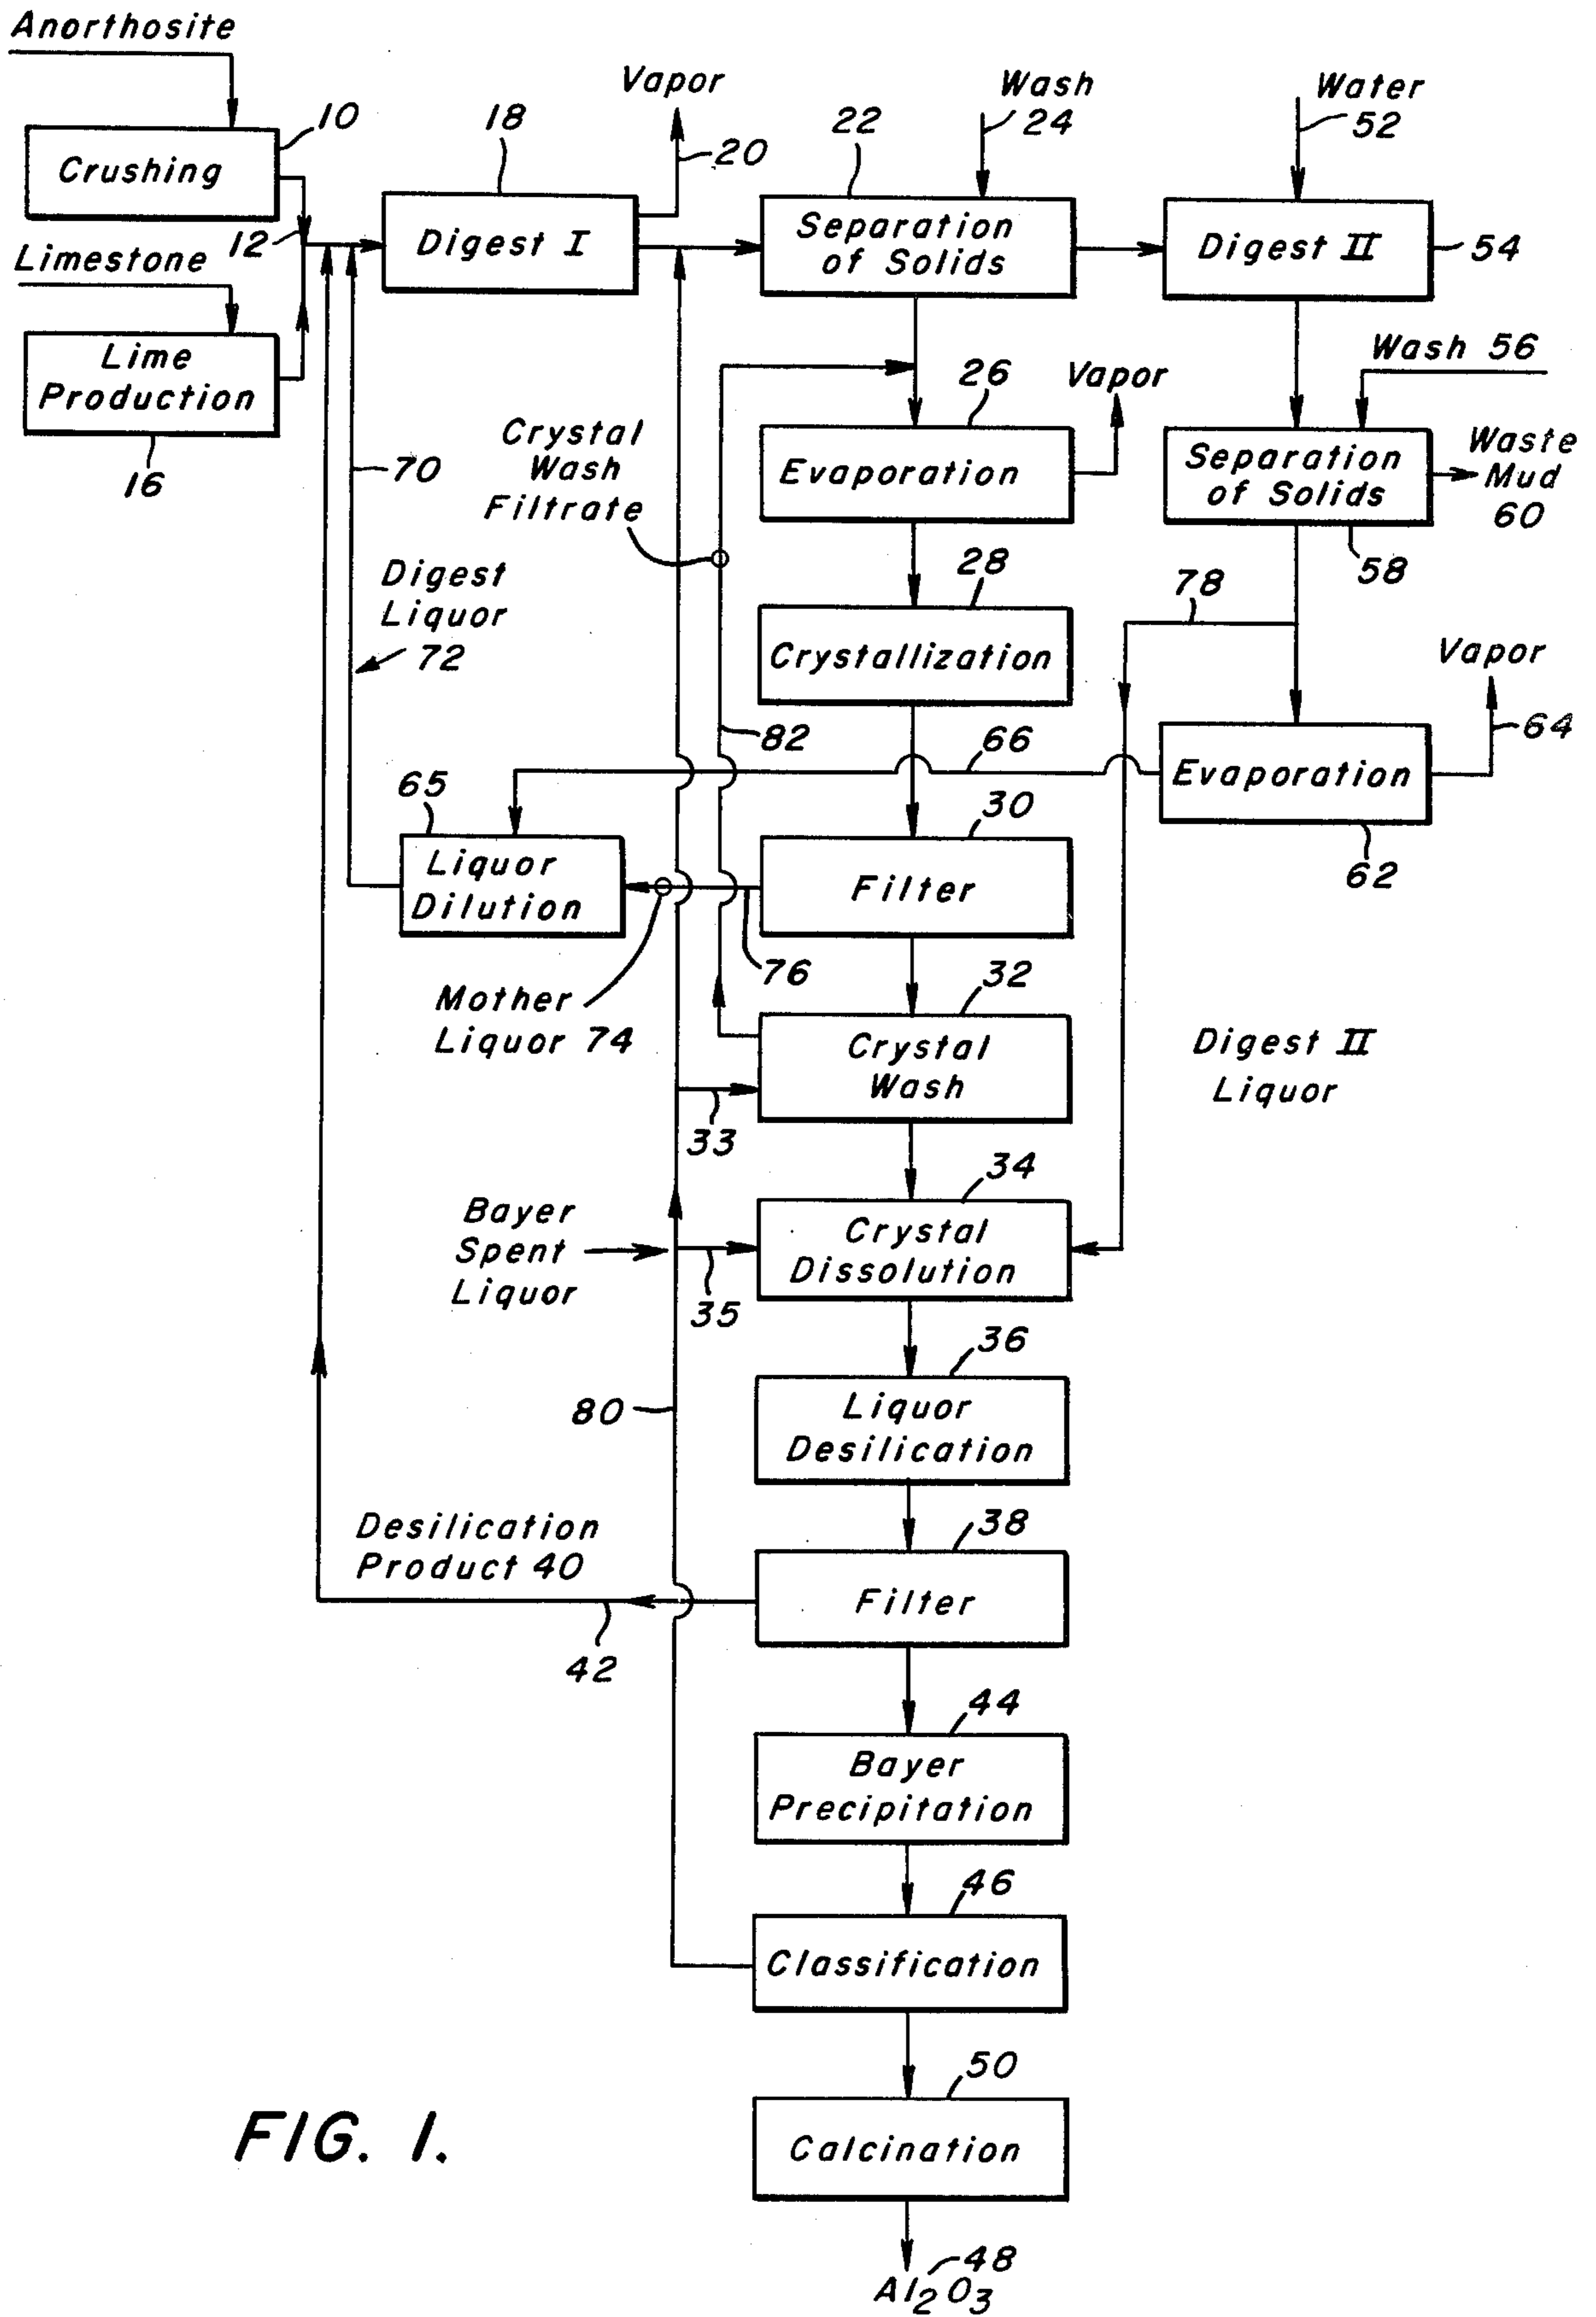 Anorthosite
10
Crushing
12
Limestone
Lime
Production
16
18
Digest I
Vapor
20
22
Wash
24
Separation
of Solids
Water
52
Digest II
54
Wash 56
Separation
of Solids
58
Waste
Mud
60
26
Vapor
Evaporation
Crystal
Wash
Filtrate
70
Digest
Liquor
72
28
Crystallization
78
Vapor
64
82
66
Evaporation
62
65
Liquor
Dilution
30
Filter
76
Mother
Liquor 74
32
Crystal
Wash
33
Digest II
Liquor
34
Crystal
Dissolution
Bayer
Spent
Liquor
35
36
Liquor
Desilication
80
Desilication
Product 40
38
Filter
42
44
Bayer
Precipitation
46
Classification
50
Calcination
48
Al2O3
FIG. 1.